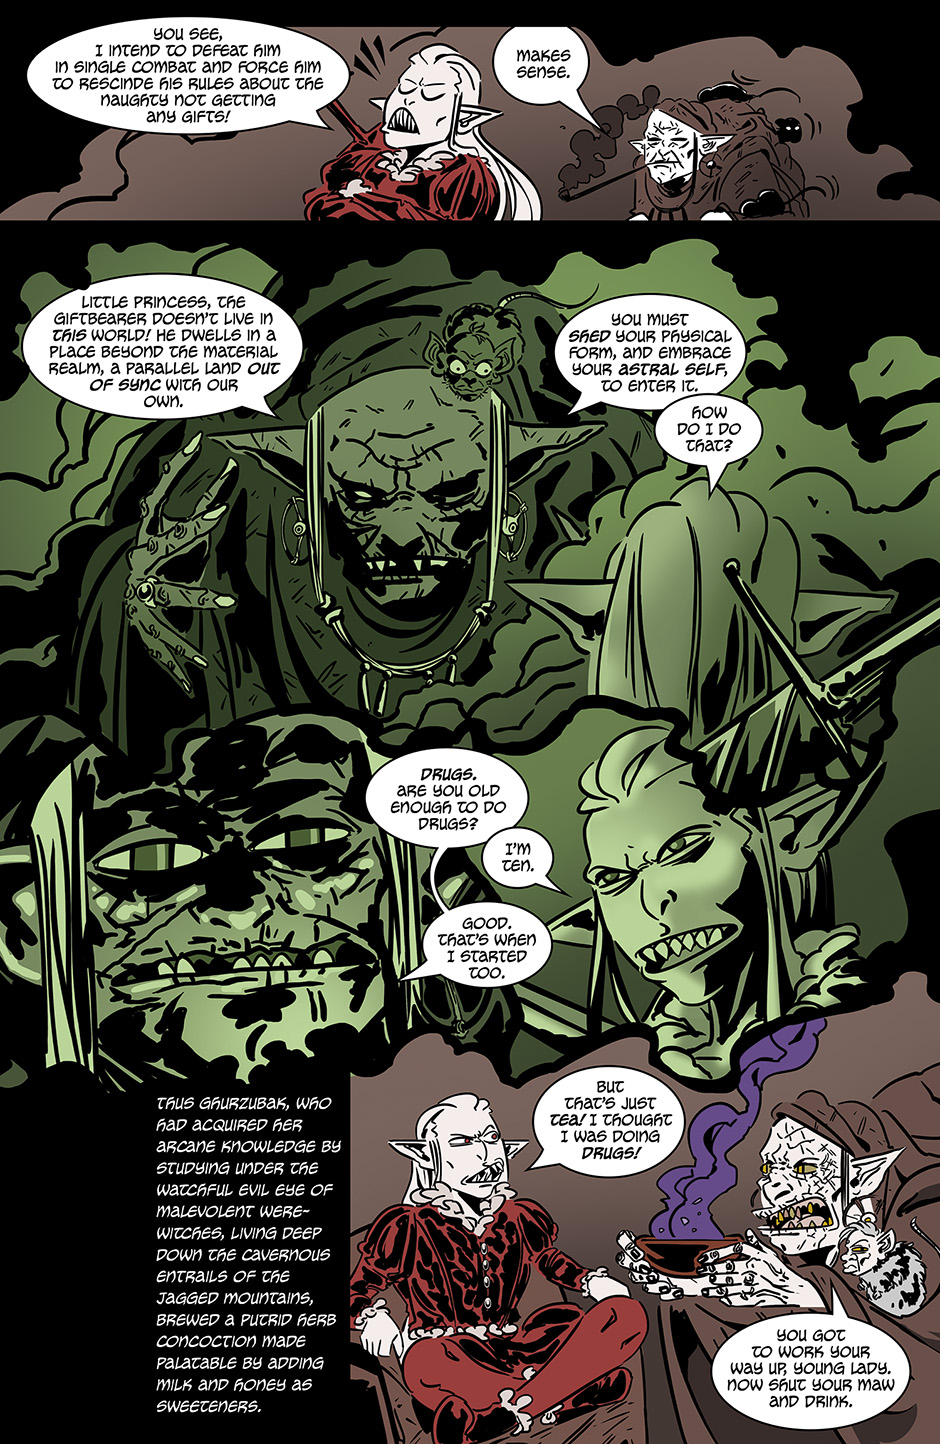 YOU SEE,
I INTEND TO DEFEAT HIM
IN SINGLE COMBAT AND FORCE HIM
TO RESCINDE HIS RULES ABOUT THE
NAUGHTY NOT GETTING
ANY GIFTS!
MAKES
SENSE.
LITTLE PRINCESS, THE
GIFTBEARER DOESN'T LIVE IN
THIS WORLD! HE DWELLS IN A
PLACE BEYOND THE MATERIAL
REALM, A PARALLEL LAND OUT
OF SYNC WITH OUR
OWN.
YOU MUST
SHED YOUR PHYSICAL
FORM, AND EMBRACE
YOUR ASTRAL SELF,
TO ENTER IT.
HOW
DO I DO
THAT?
DRUGS.
ARE YOU OLD
ENOUGH TO DO
DRUGS?
I'M
TEN.
GOOD.
THAT'S WHEN
I STARTED
TOO.
THUS GHURZUBAK, WHO
HAD ACQUIRED HER
ARCANE KNOWLEDGE BY
STUDYING UNDER THE
WATCHFUL EVIL EYE OF
MALEVOLENT WERE-
WITCHES, LIVING DEEP
DOWN THE CAVERNOUS
ENTRAILS OF THE
JAGGED MOUNTAINS,
BREWED A PUTRID HERB
CONCOCTION MADE
PALATABLE BY ADDING
MILK AND HONEY AS
SWEETENERS.
BUT
THAT'S JUST
TEA! I THOUGHT
I WAS DOING
DRUGS!
YOU GOT
TO WORK YOUR
WAY UP, YOUNG LADY.
NOW SHUT YOUR MAW
AND DRINK.